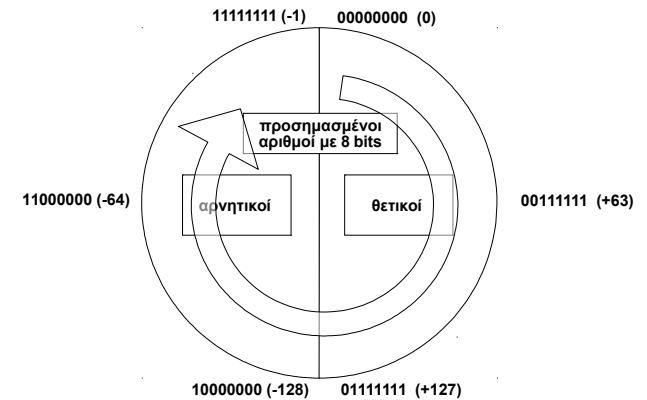 11111111 (-1) 00000000 (0)
προσημασμένοι
αριθμοί με 8 bits
11000000 (-64) αρνητικοί θετικοί 00111111 (+63)
10000000 (-128) 01111111 (+127)